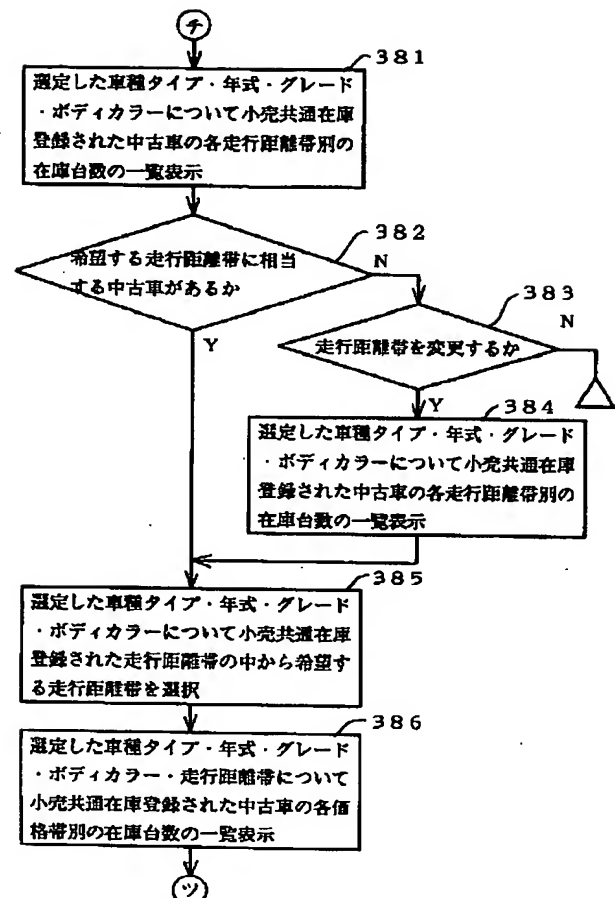 チ
381
選定した車種タイプ・年式・グレード
・ボディカラーについて小売共通在庫
登録された中古車の各走行距離帯別の
在庫台数の一覧表示
382
希望する走行距離帯に相当
する中古車があるか
N
Y
383
N
走行距離帯を変更するか
Y
384
選定した車種タイプ・年式・グレード
・ボディカラーについて小売共通在庫
登録された中古車の各走行距離帯別の
在庫台数の一覧表示
385
選定した車種タイプ・年式・グレード
・ボディカラーについて小売共通在庫
登録された走行距離帯の中から希望す
る走行距離帯を選択
386
選定した車種タイプ・年式・グレード
・ボディカラー・走行距離帯について
小売共通在庫登録された中古車の各価
格帯別の在庫台数の一覧表示
ツ